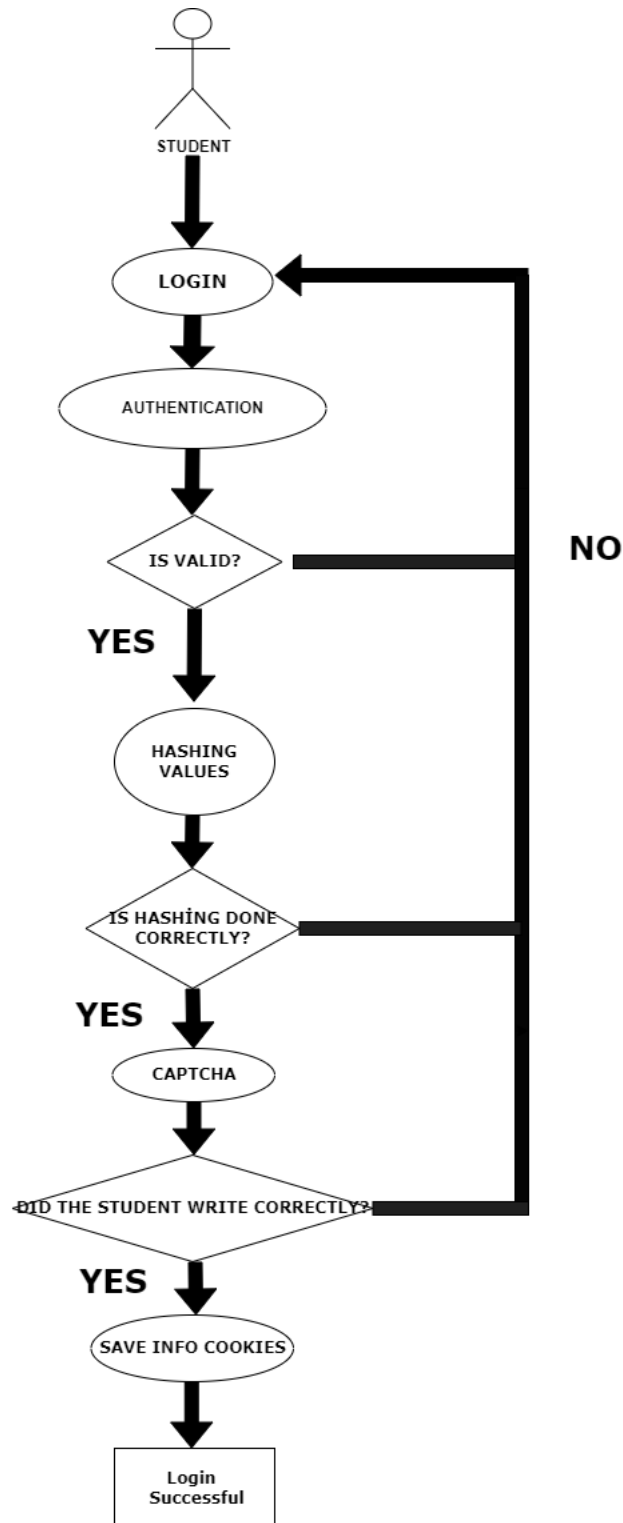 STUDENT
LOGIN
AUTHENTICATION
IS VALID?
NO
YES
HASHING
VALUES
IS HASHİNG DONE
CORRECTLY?
YES
CAPTCHA
DID THE STUDENT WRITE CORRECTLY?
YES
SAVE INFO COOKIES
Login
Successful